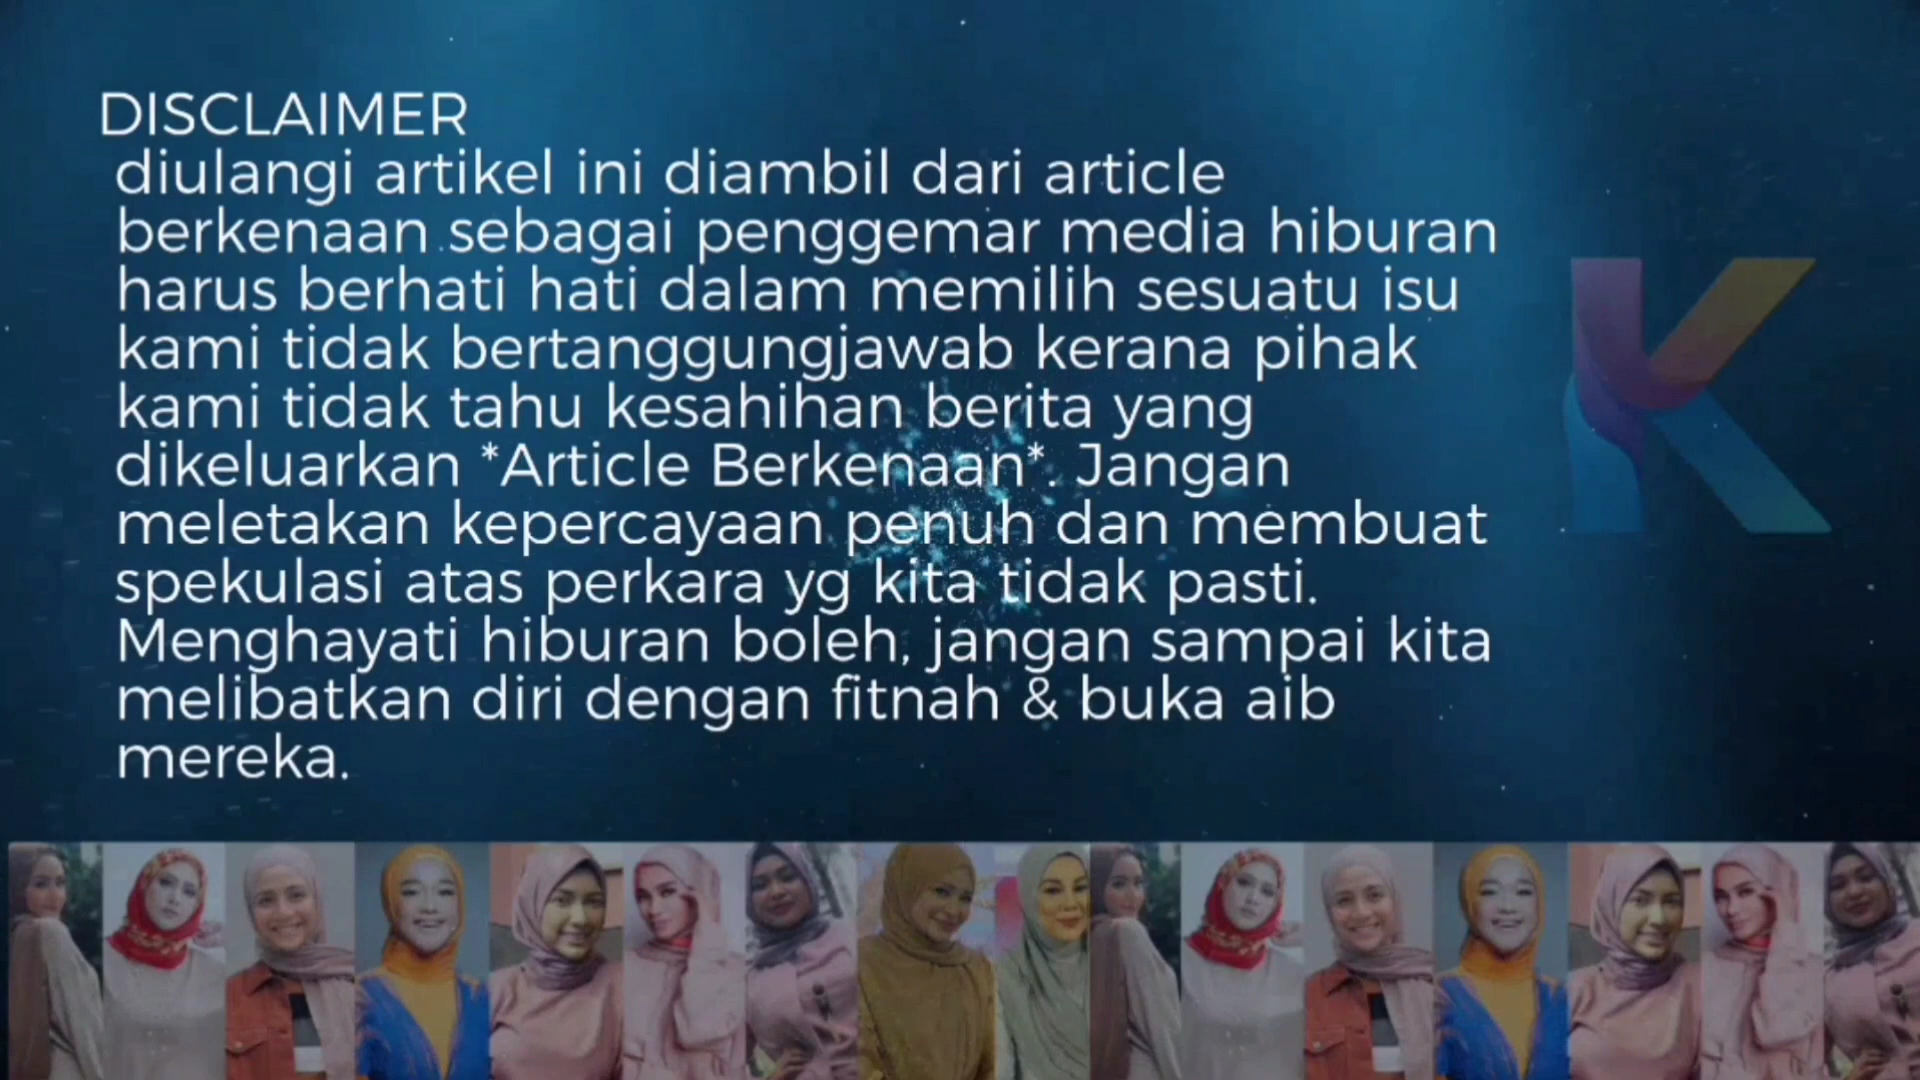 DISCLAIMER
diulangi artikel ini diambil dari article
berkenaan.sebagai penggemar media hiburan
harus berhati hati dalam memilih sesuatu isu
kami tidak bertanggungjawab kerana pihak
kami tidak tahu kesahihan berita yang
dikeluarkan *Article Berkenaan*. Jangan
meletakan kepercayaan penuh dan membuat
spekulasi atas perkara yg kita tidak pasti.
Menghayati hiburan boleh, jangan sampai kita
melibatkan diri dengan fitnah & buka aib
mereka.
K